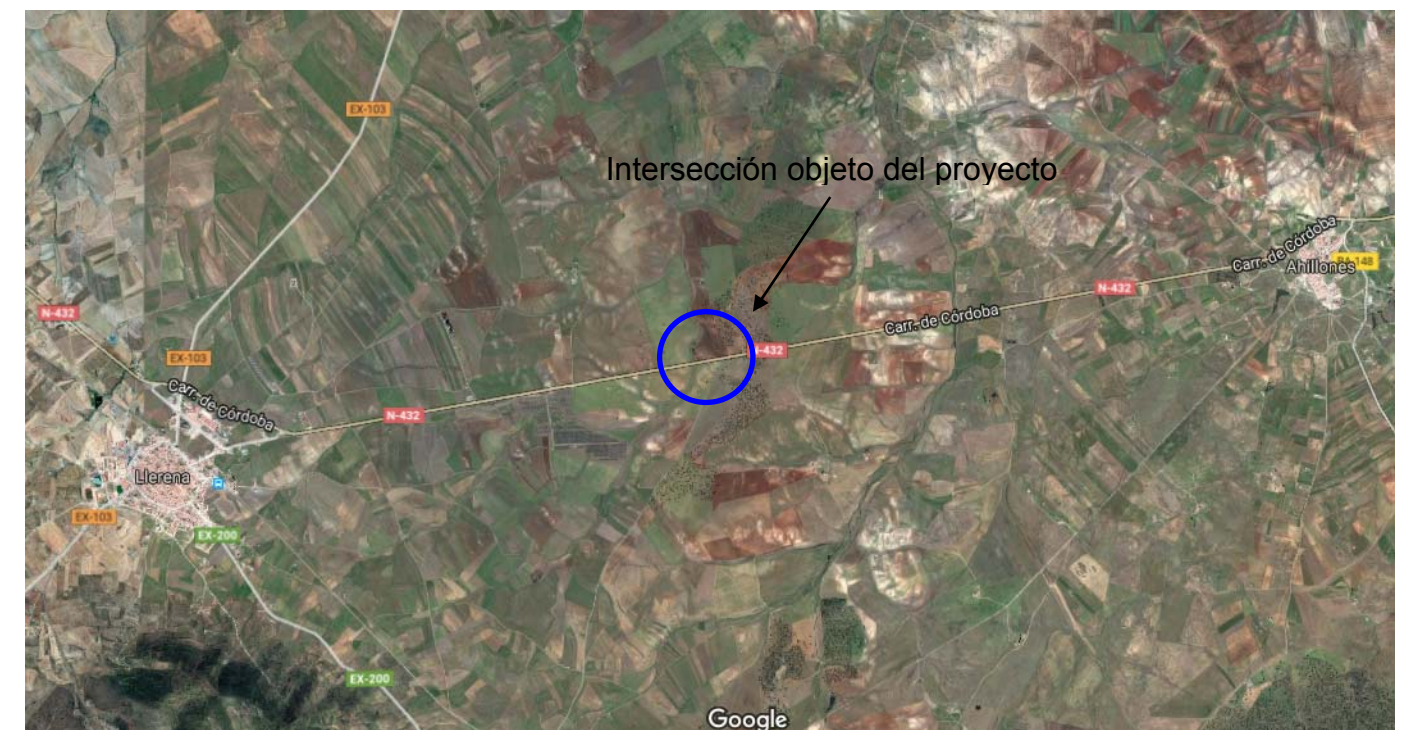 EX-103
Intersección objeto del proyecto
Carr. de Córdoba
Ahillones
BA-148
N-432
N-432
Carr. de Córdoba
N-432
EX-103
Carr. de Córdoba
N-432
Llerena
EX-103
EX-200
EX-200
Google